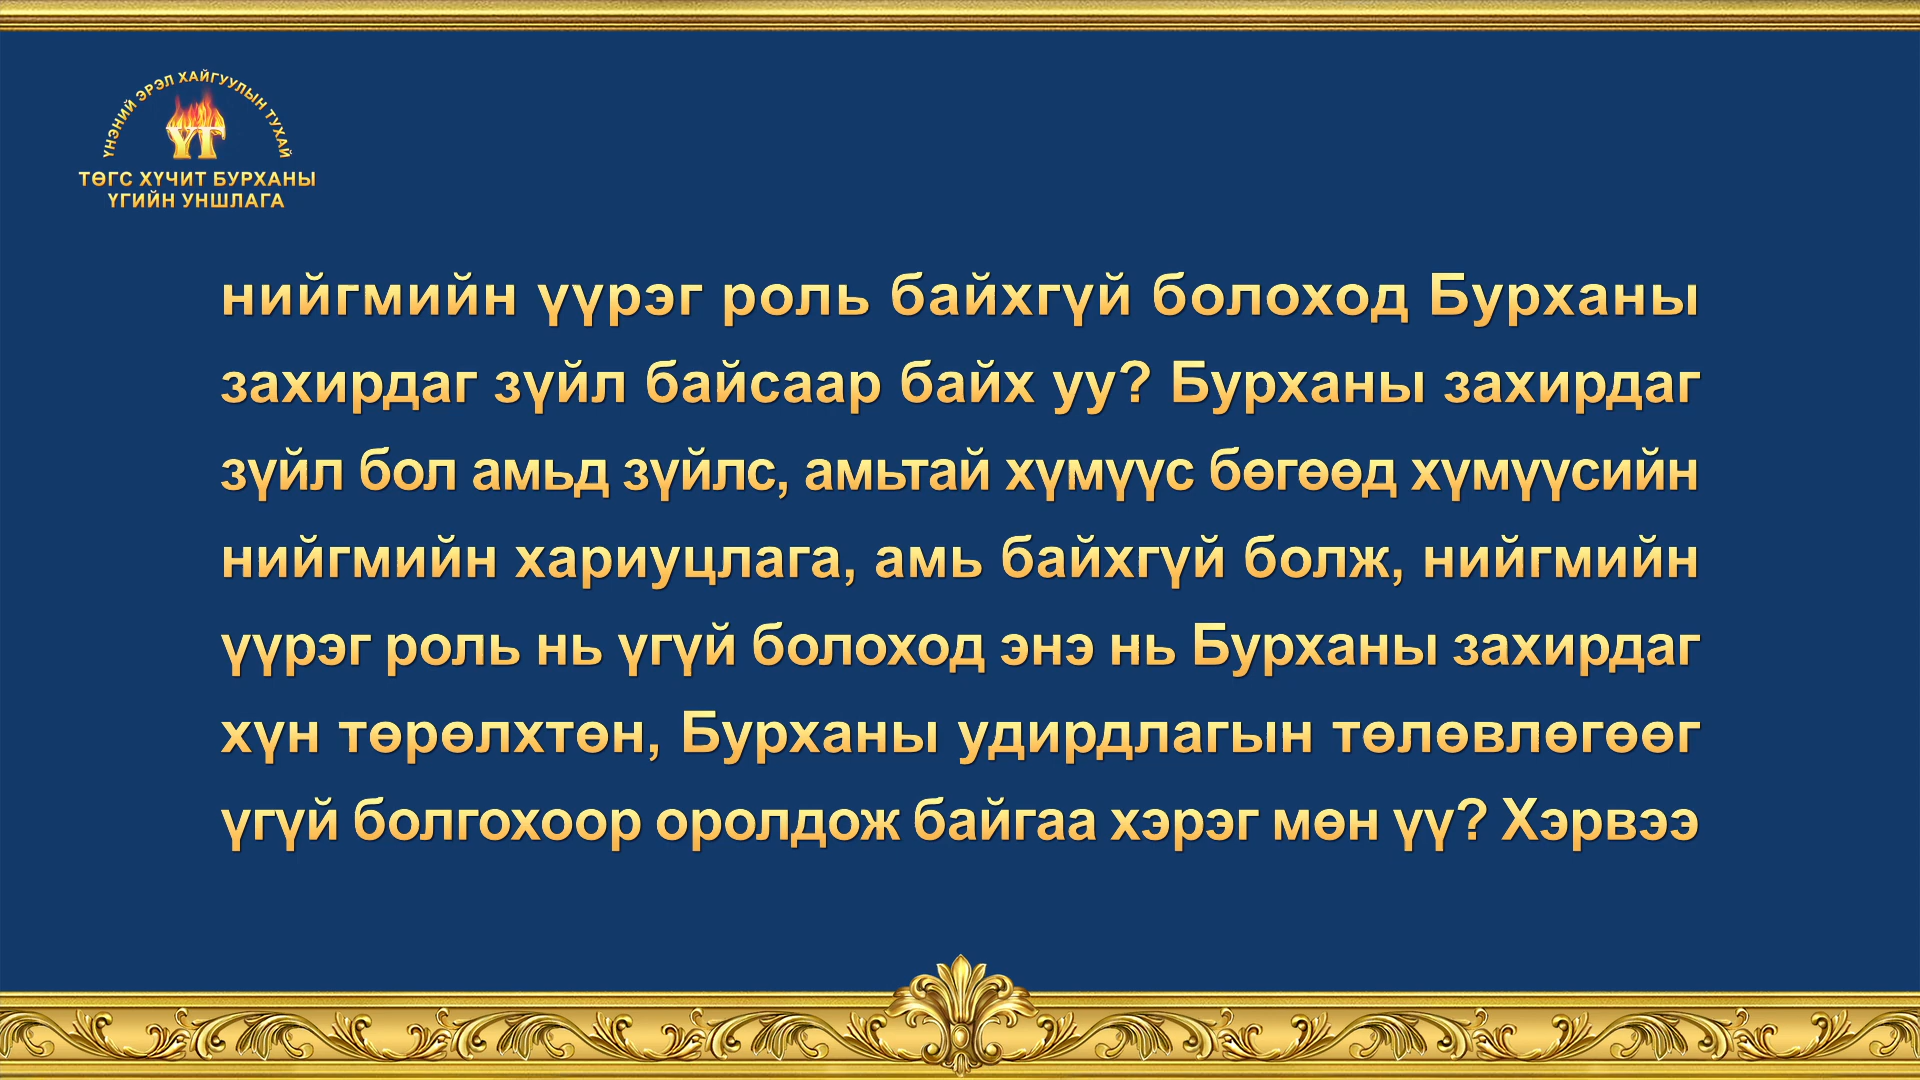 ҮНЭНИЙ ЭРЭЛ ХАЙГУУЛЫН ТУХАЙ
ҮГ
ТӨГС ХҮЧИТ БУРХАНЫ
ҮГИЙН УНШЛАГА
нийгмийн үүрэг роль байхгүй болоход Бурханы
захирдаг зүйл байсаар байх уу? Бурханы захирдаг
зүйл бол амьд зүйлс, амьтай хүмүүс бөгөөд хүмүүсийн
нийгмийн хариуцлага, амь байхгүй болж, нийгмийн
үүрэг роль нь үгүй болоход энэ нь Бурханы захирдаг
хүн төрөлхтөн, Бурханы удирдлагын төлөвлөгөөг
үгүй болгохоор оролдож байгаа хэрэг мөн үү? Хэрвээ